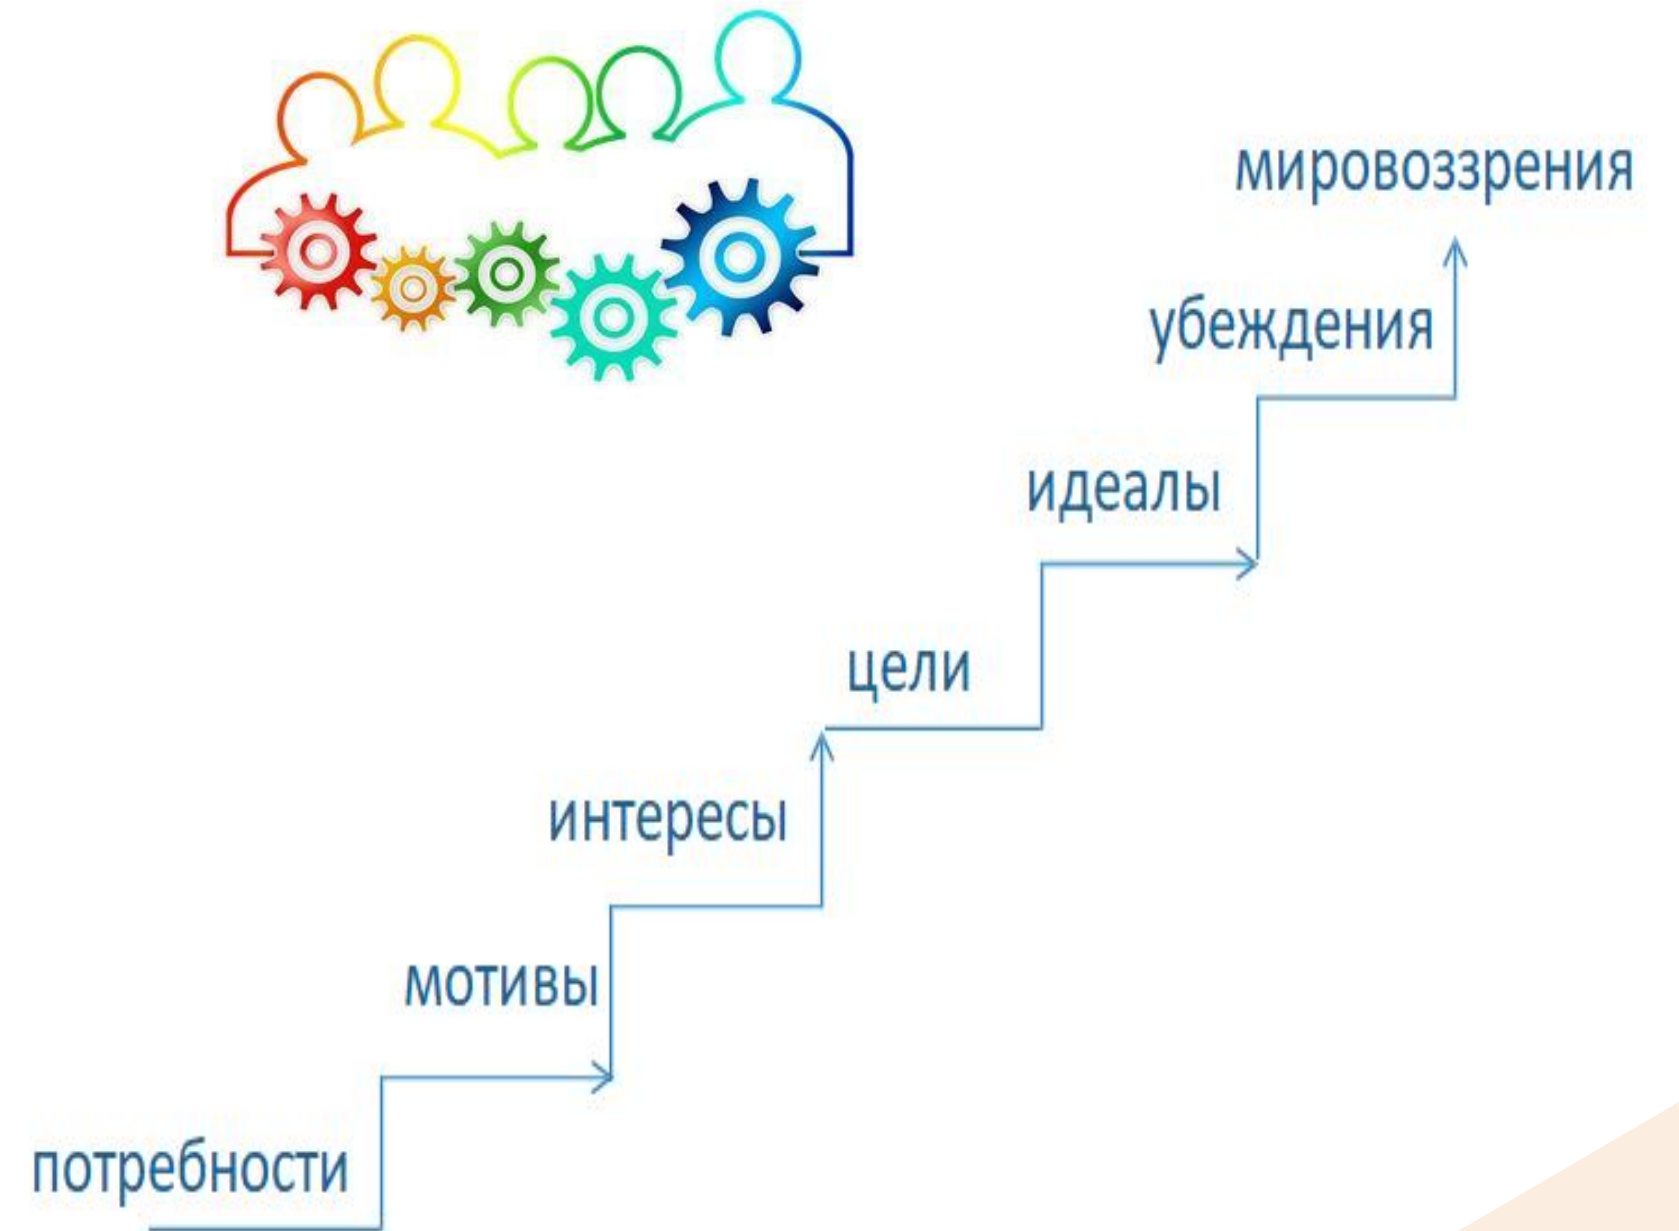 мировоззрения
убеждения
идеалы
цели
интересы
мотивы
потребности